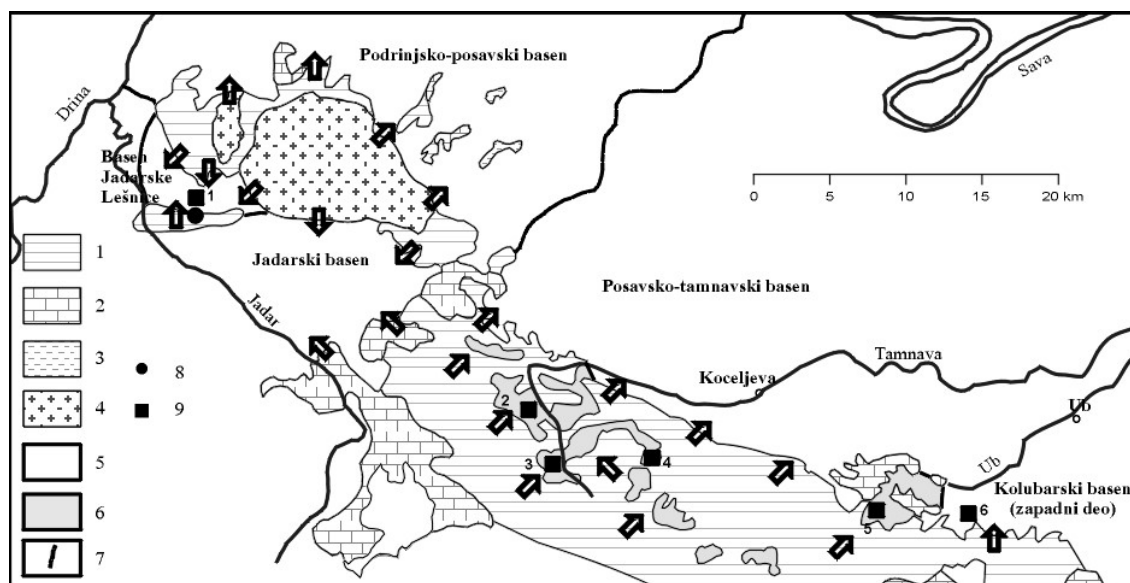 Podrinjsko-posavski basen
Sava
Drina
Basen
Jadarske
Lešnice
1
0 5 10 15 20 km
Jadarski basen
Jadar
Posavsko-tamnavski basen
Tamnava
Koceljeva
Ub
Ub
2
3
4
5
6
Kolubarski basen
(zapadni deo)
1
2
3
4
5
6
7
8
9